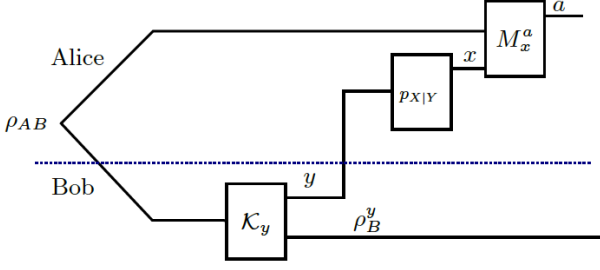 a
M_x^a
x
Alice
p_{X|Y}
ρ_{AB}
y
Bob
K_y
ρ_B^y